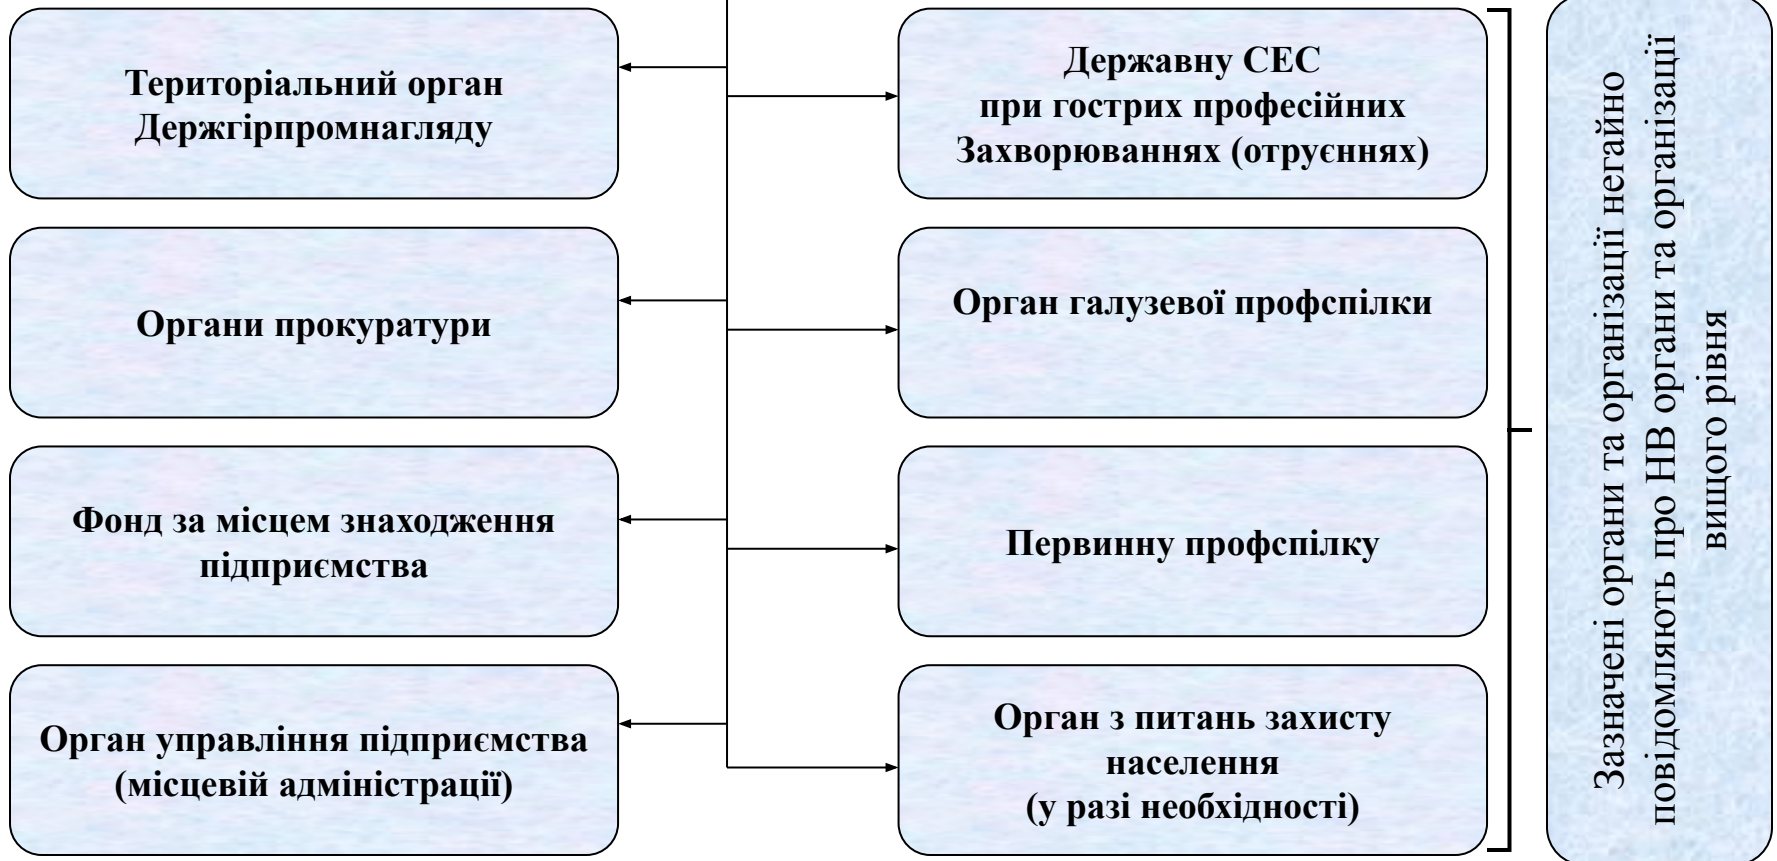 Територіальний орган
Держгірпромнагляду
Державну СЕС
при гострих професійних
Захворюваннях (отруєннях)
Органи прокуратури
Орган галузевої профспілки
Фонд за місцем знаходження
підприємства
Первинну профспілку
Орган управління підприємства
(місцевій адміністрації)
Орган з питань захисту
населення
(у разі необхідності)
Зазначені органи та організації негайно
повідомляють про НВ органи та організації
вищого рівня